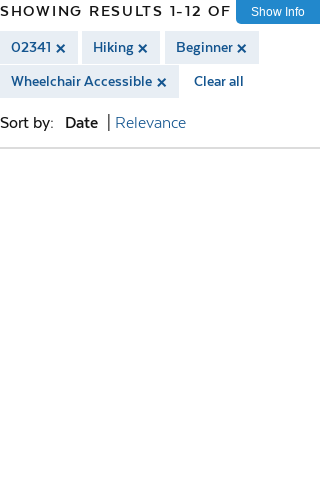 SHOWING RESULTS 1-12 OF
Show Info
02341 × Hiking × Beginner ×
Wheelchair Accessible × Clear all
Sort by: Date | Relevance